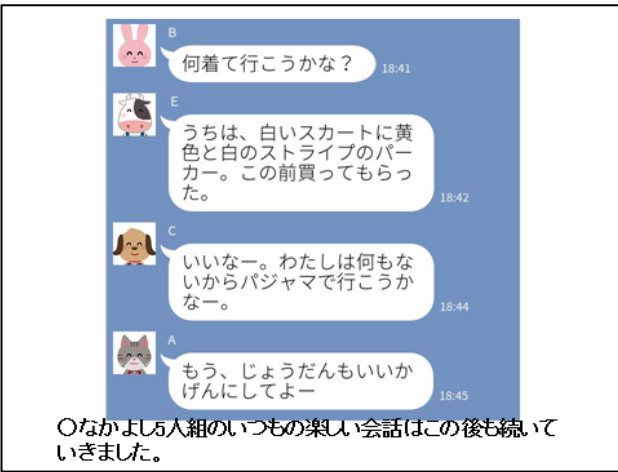 B
何着て行こうかな？
18:41
E
うちは、白いスカートに黄
色と白のストライプのパー
カー。この前買ってもらっ
た。
18:42
C
いいなー。わたしは何もな
いからパジャマで行こうか
なー。
18:44
A
もう、じょうだんもいいか
げんにしてよー
18:45
〇なかよし5人組のいつもの楽しい会話はこの後も続いて
いきました。